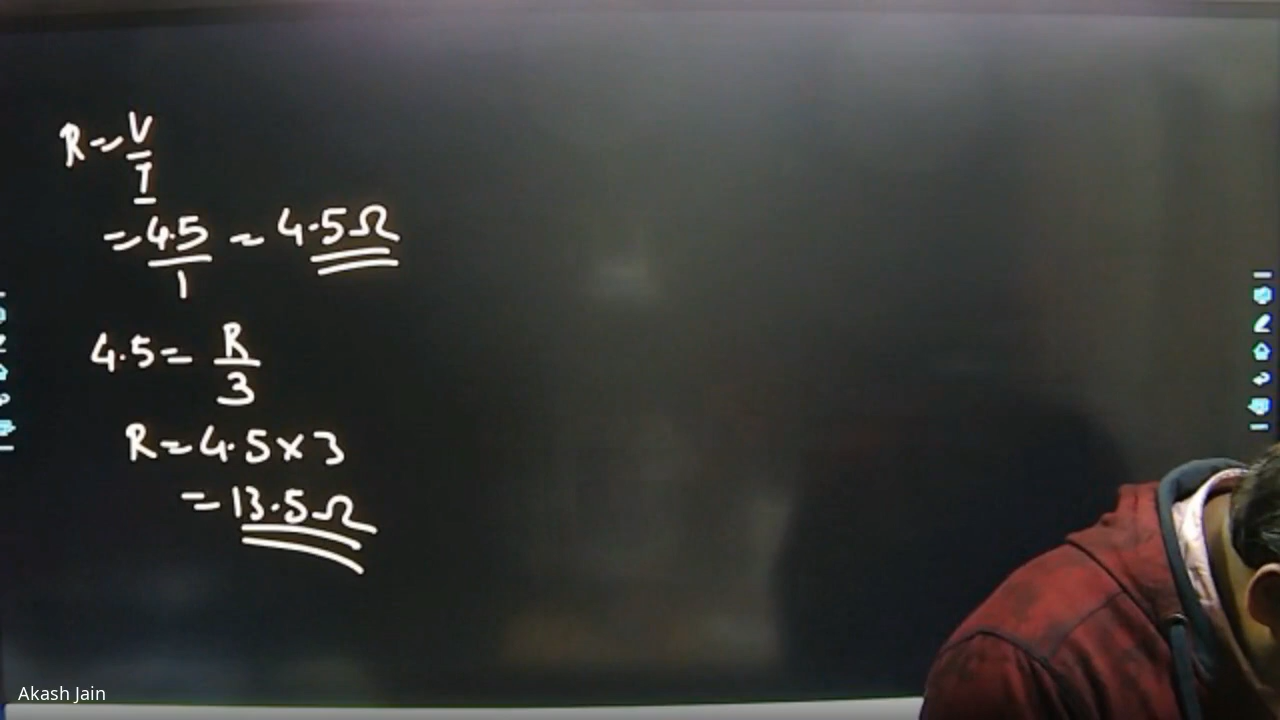 R = V/I
= 4.5/1 = 4.5Ω
4.5 = R/3
R = 4.5 × 3
= 13.5Ω
Akash Jain